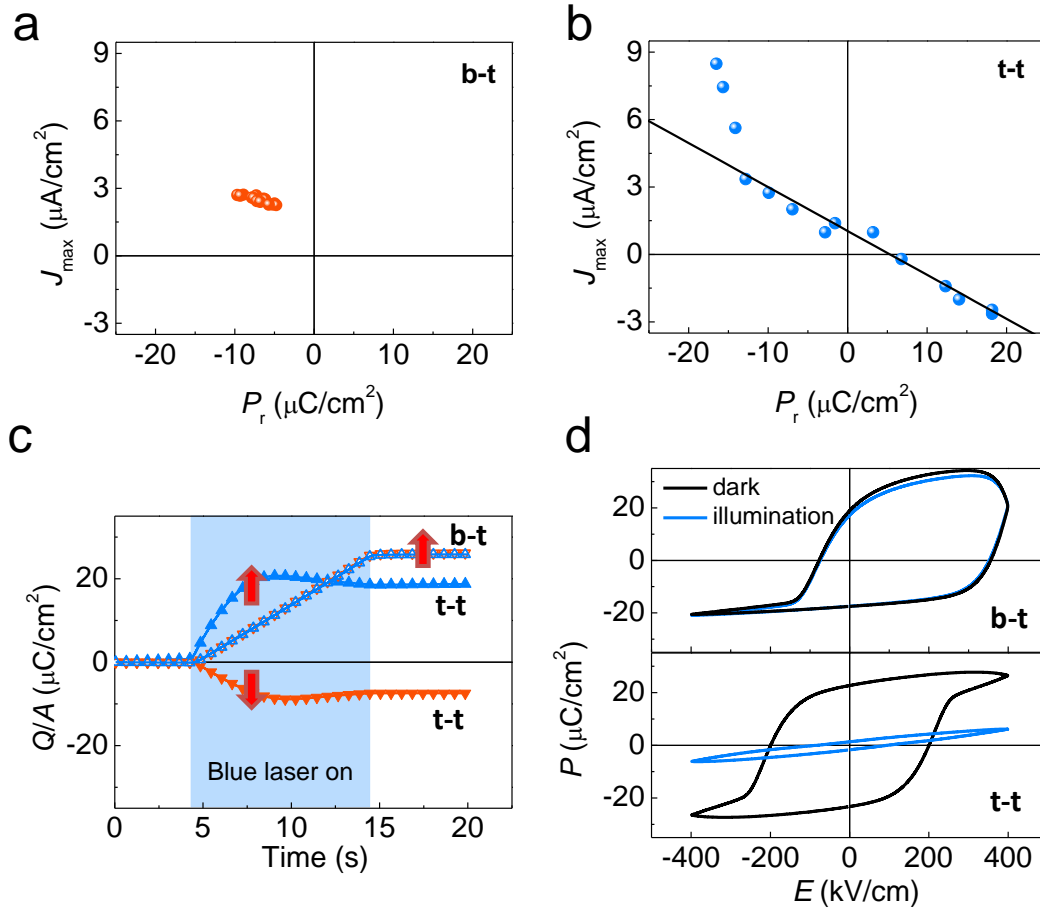 a
b-t
9
6
3
0
-3
J_max (μA/cm²)
-20 -10 0 10 20
P_r (μC/cm²)
b
t-t
9
6
3
0
-3
J_max (μA/cm²)
-20 -10 0 10 20
P_r (μC/cm²)
c
b-t
t-t
t-t
20
0
-20
Q/A (μC/cm²)
Blue laser on
0 5 10 15 20
Time (s)
d
dark
illumination
b-t
20
0
-20
t-t
20
0
-20
P (μC/cm²)
-400 -200 0 200 400
E (kV/cm)